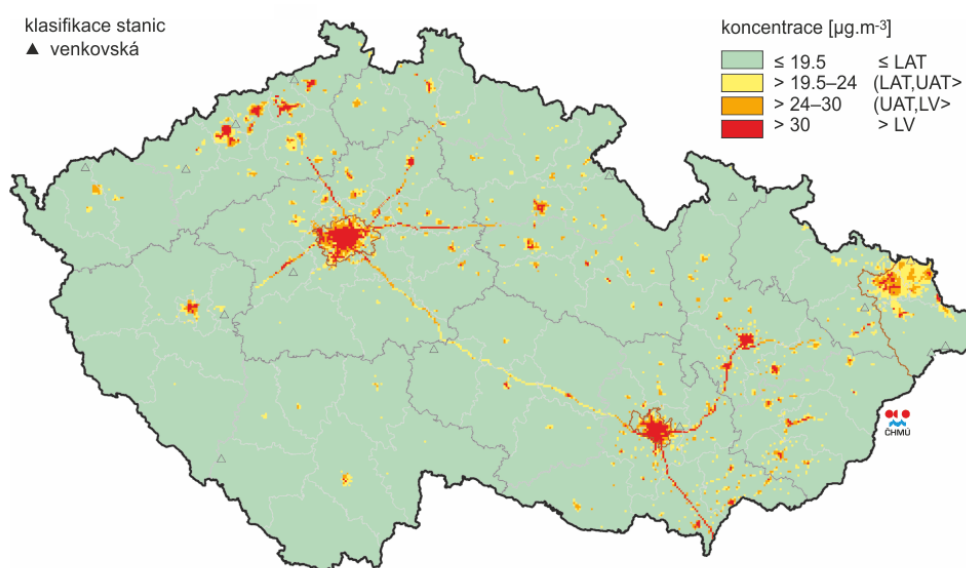 klasifikace stanic
▲ venkovská
koncentrace [µg.m⁻³]
≤ 19.5 ≤ LAT
> 19.5–24 (LAT,UAT>
> 24–30 (UAT,LV>
> 30 > LV
ČHMÚ